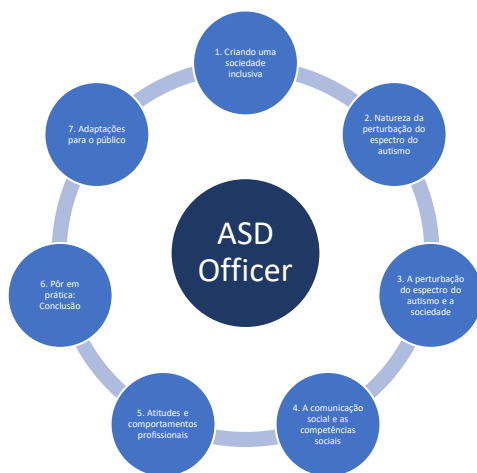 1. Criando uma
sociedade
inclusiva
2. Natureza da
perturbação do
espectro do
autismo
3. A perturbação
do espectro do
autismo e a
sociedade
4. A comunicação
social e as
competências
sociais
5. Atitudes e
comportamentos
profissionais
6. Pôr em
prática:
Conclusão
7. Adaptações
para o público
ASD
Officer